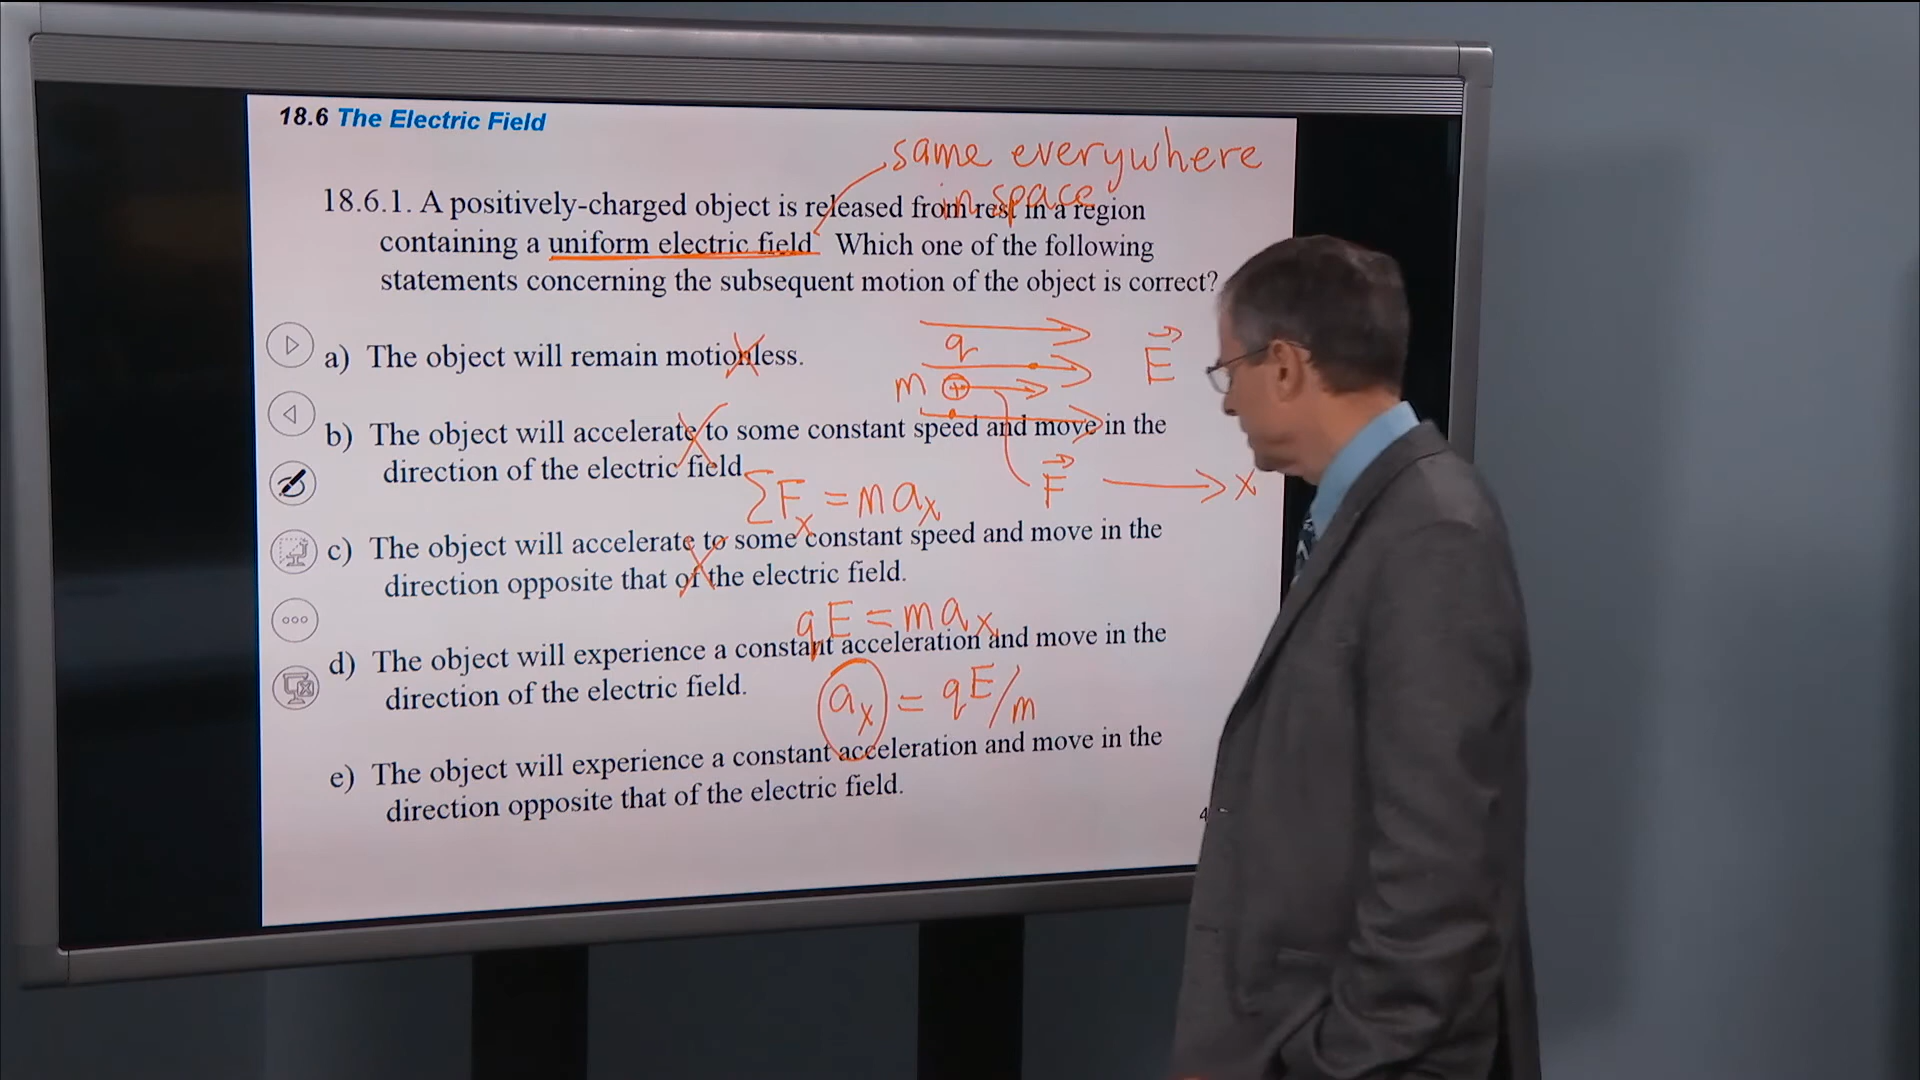 18.6 The Electric Field
same everywhere
in space
18.6.1. A positively-charged object is released from rest in a region
containing a uniform electric field. Which one of the following
statements concerning the subsequent motion of the object is correct?
a) The object will remain motionless.
q
E
m +
b) The object will accelerate to some constant speed and move in the
direction of the electric field.
ΣFx = max
F
x
c) The object will accelerate to some constant speed and move in the
direction opposite that of the electric field.
qE = max
d) The object will experience a constant acceleration and move in the
direction of the electric field.
ax = qE/m
e) The object will experience a constant acceleration and move in the
direction opposite that of the electric field.
4